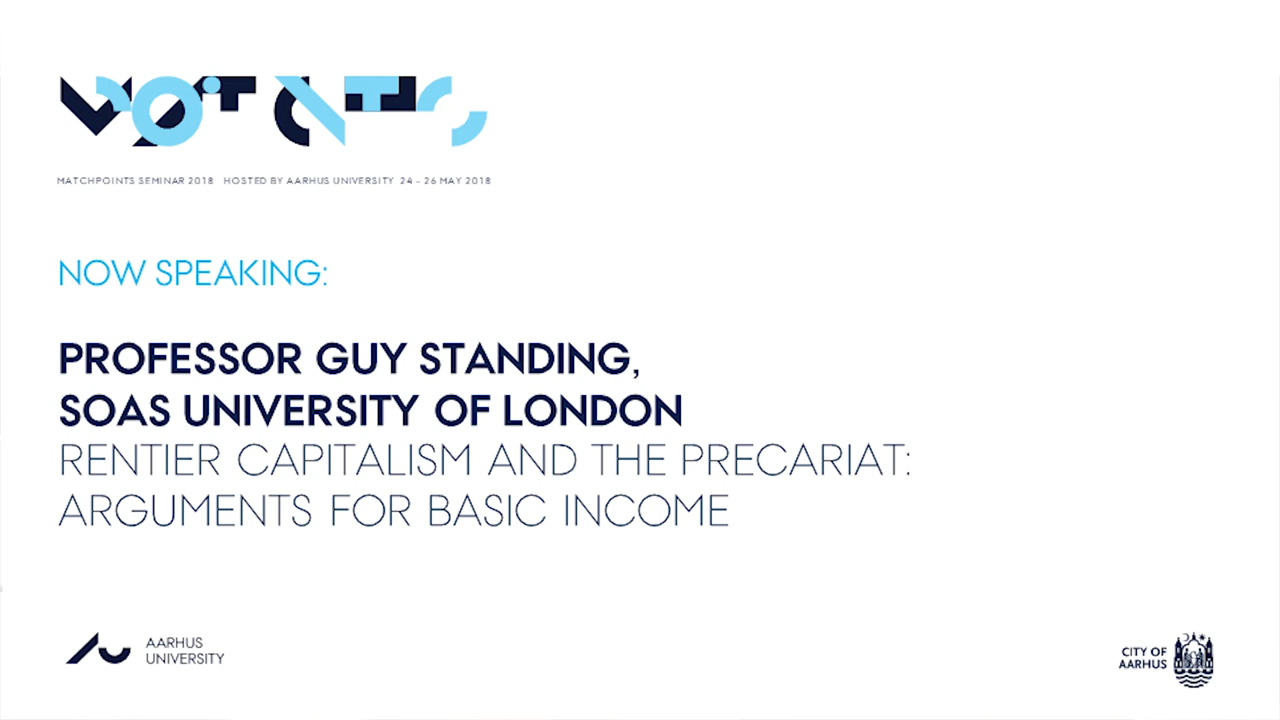 MATCHPOINTS SEMINAR 2018 HOSTED BY AARHUS UNIVERSITY 24 - 26 MAY 2018
NOW SPEAKING:
PROFESSOR GUY STANDING,
SOAS UNIVERSITY OF LONDON
RENTIER CAPITALISM AND THE PRECARIAT:
ARGUMENTS FOR BASIC INCOME
AARHUS
UNIVERSITY
CITY OF
AARHUS